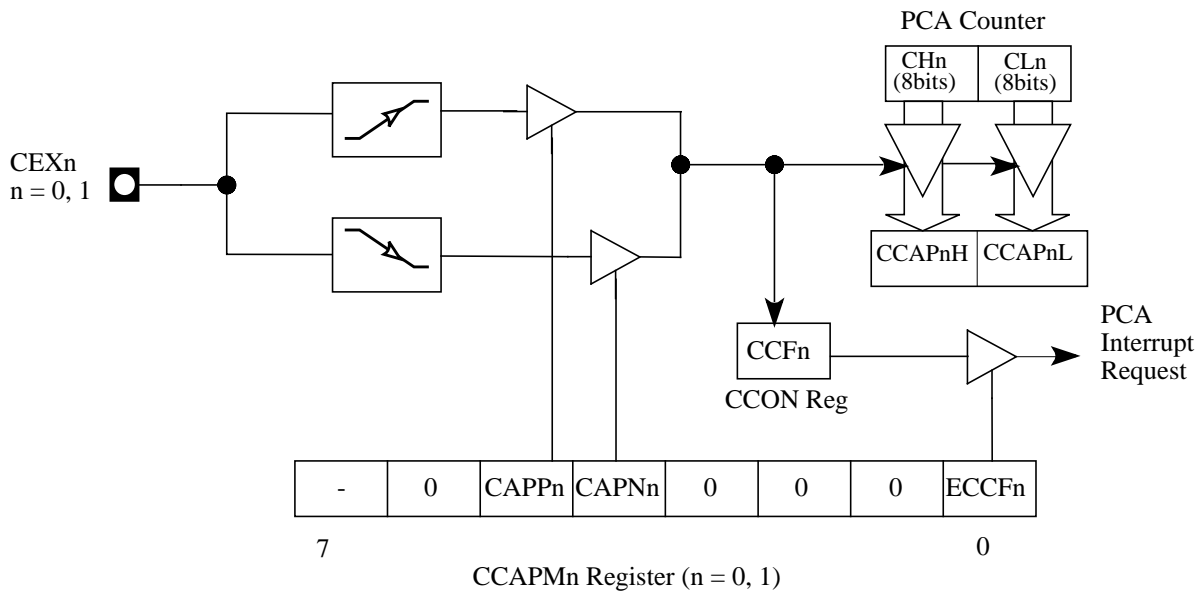 PCA Counter
CHn
(8bits)
CLn
(8bits)
CEXn
n = 0, 1
CCAPnH
CCAPnL
CCFn
CCON Reg
PCA
Interrupt
Request
- 0 CAPPn CAPNn 0 0 0 ECCFn
7 0
CCAPMn Register (n = 0, 1)